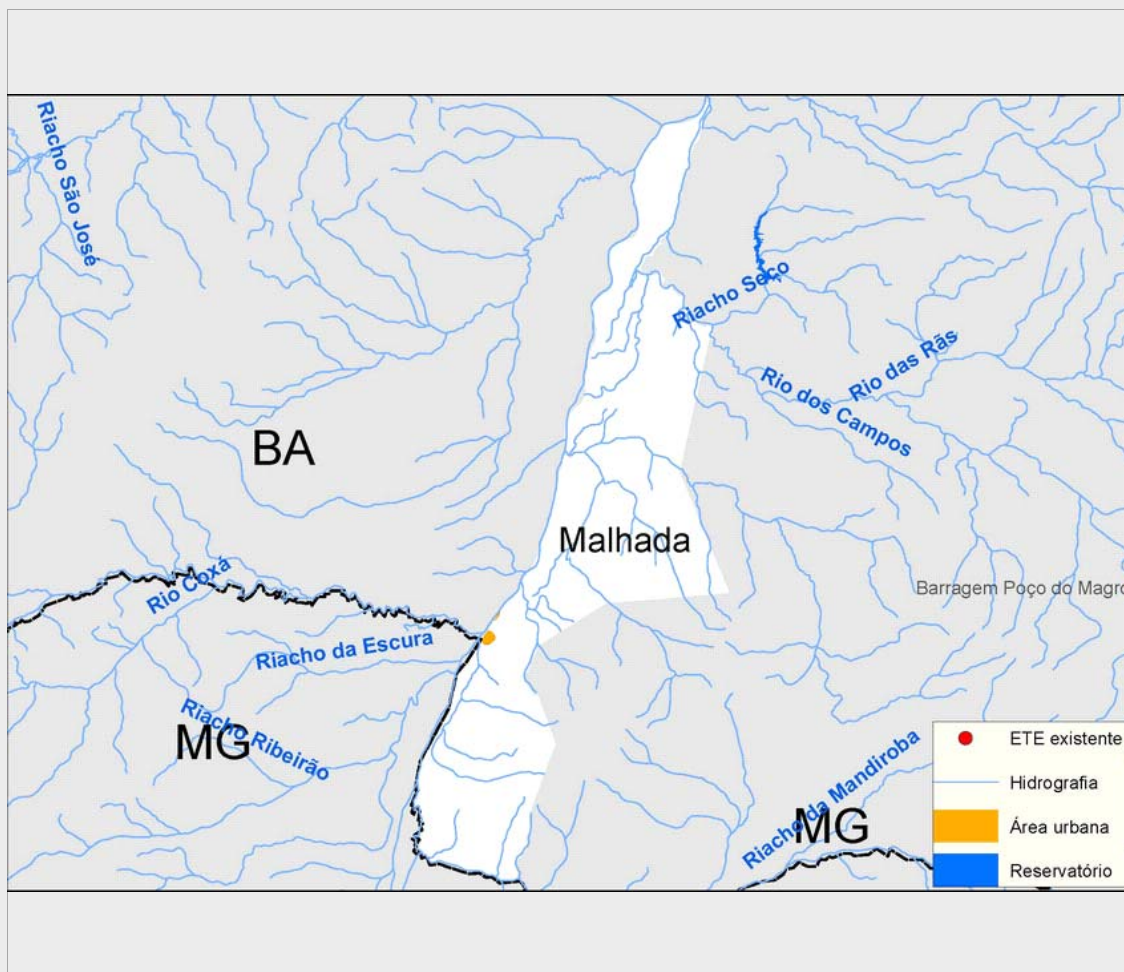 Riacho São José
Riacho Seco
Rio das Rãs
Rio dos Campos
BA
Malhada
Rio Coxá
Barragem Poço do Magro
Riacho da Escura
Riacho Ribeirão
MG
Riacho da Mandiroba
MG
ETE existente
Hidrografia
Área urbana
Reservatório